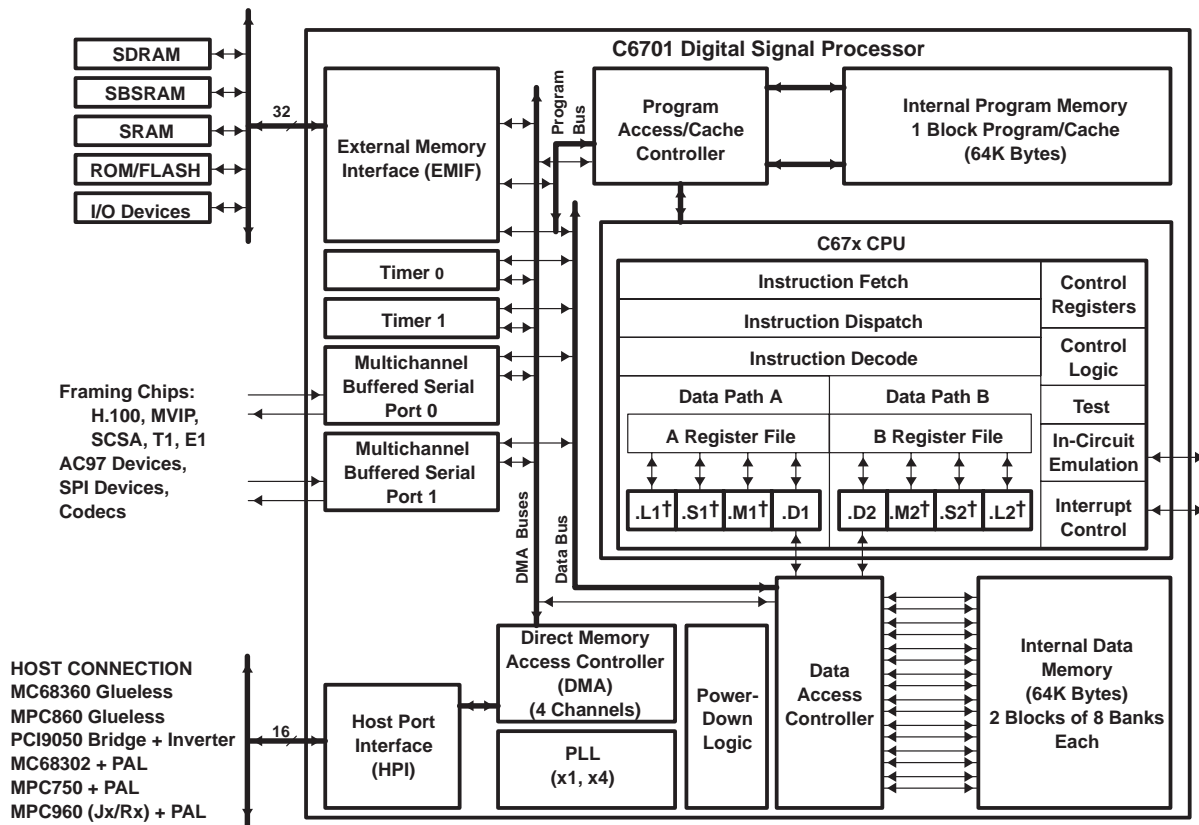 C6701 Digital Signal Processor
SDRAM
SBSRAM
SRAM
ROM/FLASH
I/O Devices
32
External Memory
Interface (EMIF)
Program
Bus
Program
Access/Cache
Controller
Internal Program Memory
1 Block Program/Cache
(64K Bytes)
Timer 0
Timer 1
Multichannel
Buffered Serial
Port 0
Multichannel
Buffered Serial
Port 1
Framing Chips:
H.100, MVIP,
SCSA, T1, E1
AC97 Devices,
SPI Devices,
Codecs
DMA Buses
Data Bus
C67x CPU
Instruction Fetch
Instruction Dispatch
Instruction Decode
Data Path A
Data Path B
A Register File
B Register File
.L1†
.S1†
.M1†
.D1
.D2
.M2†
.S2†
.L2†
Control
Registers
Control
Logic
Test
In-Circuit
Emulation
Interrupt
Control
HOST CONNECTION
MC68360 Glueless
MPC860 Glueless
PCI9050 Bridge + Inverter
MC68302 + PAL
MPC750 + PAL
MPC960 (Jx/Rx) + PAL
16
Host Port
Interface
(HPI)
Direct Memory
Access Controller
(DMA)
(4 Channels)
PLL
(x1, x4)
Power-
Down
Logic
Data
Access
Controller
Internal Data
Memory
(64K Bytes)
2 Blocks of 8 Banks
Each